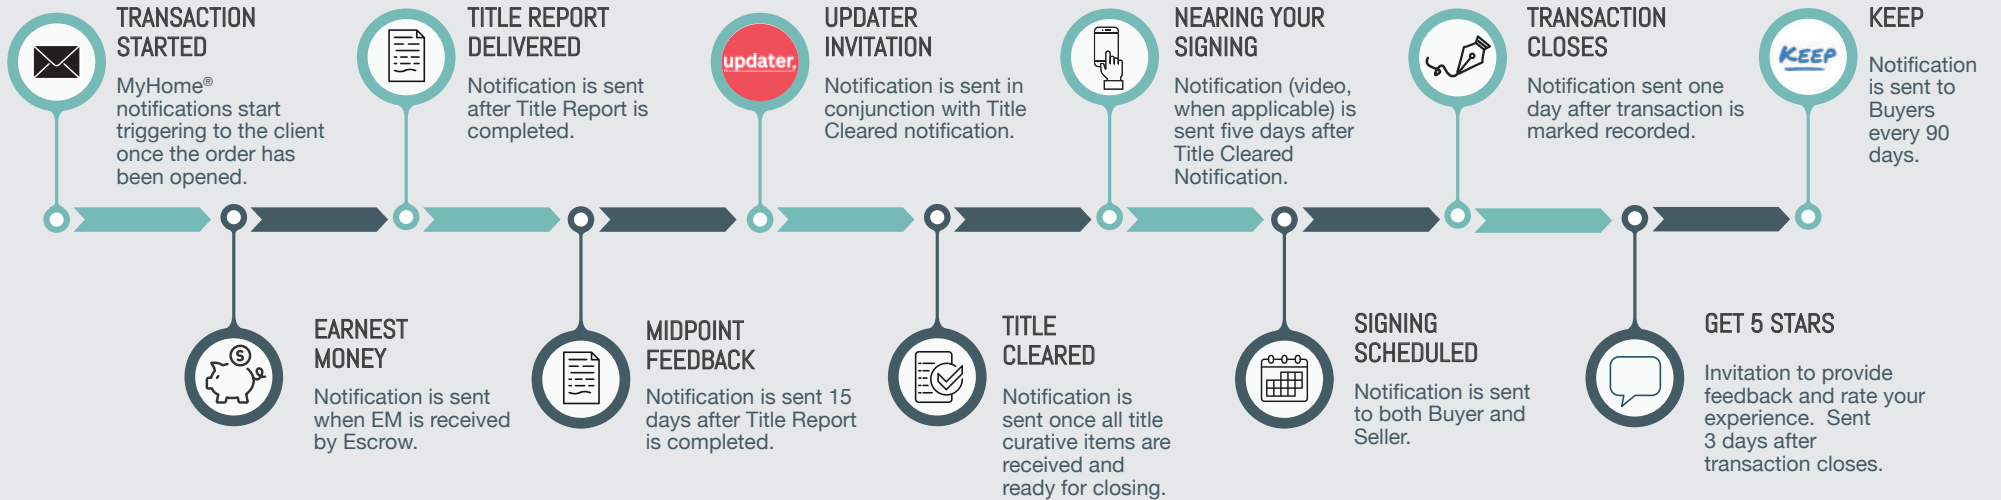 TRANSACTION
STARTED
MyHome®
notifications start
triggering to the client
once the order has
been opened.
EARNEST
MONEY
Notification is sent
when EM is received
by Escrow.
TITLE REPORT
DELIVERED
Notification is sent
after Title Report is
completed.
MIDPOINT
FEEDBACK
Notification is sent 15
days after Title Report
is completed.
updater.
UPDATER
INVITATION
Notification is sent in
conjunction with Title
Cleared notification.
TITLE
CLEARED
Notification is
sent once all title
curative items are
received and
ready for closing.
NEARING YOUR
SIGNING
Notification (video,
when applicable) is
sent five days after
Title Cleared
Notification.
SIGNING
SCHEDULED
Notification is sent
to both Buyer and
Seller.
TRANSACTION
CLOSES
Notification sent one
day after transaction is
marked recorded.
GET 5 STARS
Invitation to provide
feedback and rate your
experience. Sent
3 days after
transaction closes.
KEEP
KEEP
Notification
is sent to
Buyers
every 90
days.